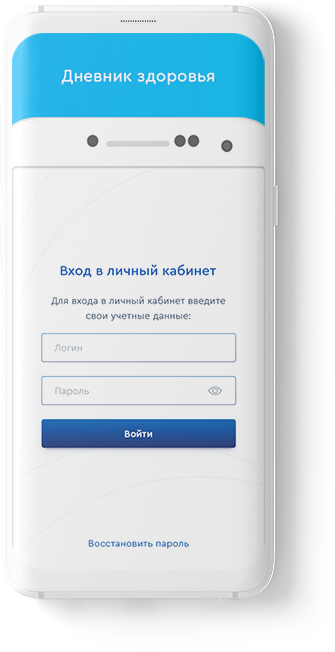 Дневник здоровья
Вход в личный кабинет
Для входа в личный кабинет введите
свои учетные данные:
Логин
Пароль
Войти
Восстановить пароль